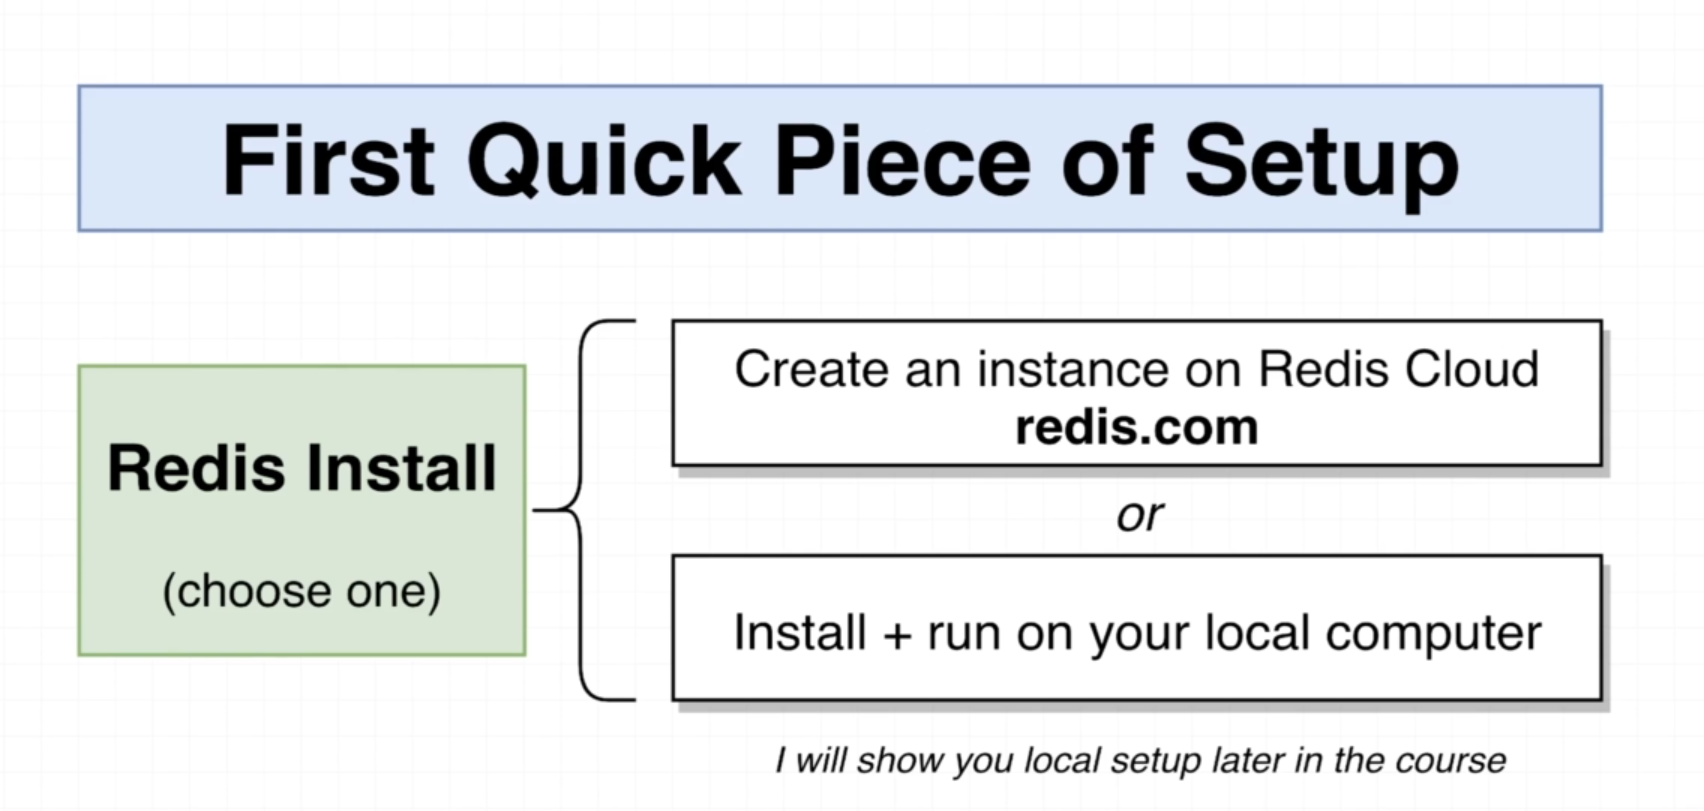 First Quick Piece of Setup
Redis Install
(choose one)
Create an instance on Redis Cloud
redis.com
or
Install + run on your local computer
I will show you local setup later in the course